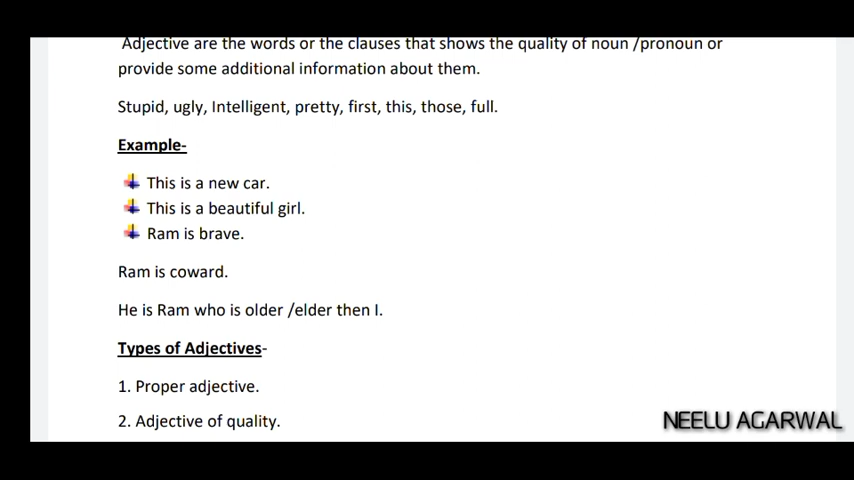 Adjective are the words or the clauses that shows the quality of noun /pronoun or
provide some additional information about them.
Stupid, ugly, Intelligent, pretty, first, this, those, full.
Example-
This is a new car.
This is a beautiful girl.
Ram is brave.
Ram is coward.
He is Ram who is older /elder then I.
Types of Adjectives-
1. Proper adjective.
2. Adjective of quality.
NEELU AGARWAL